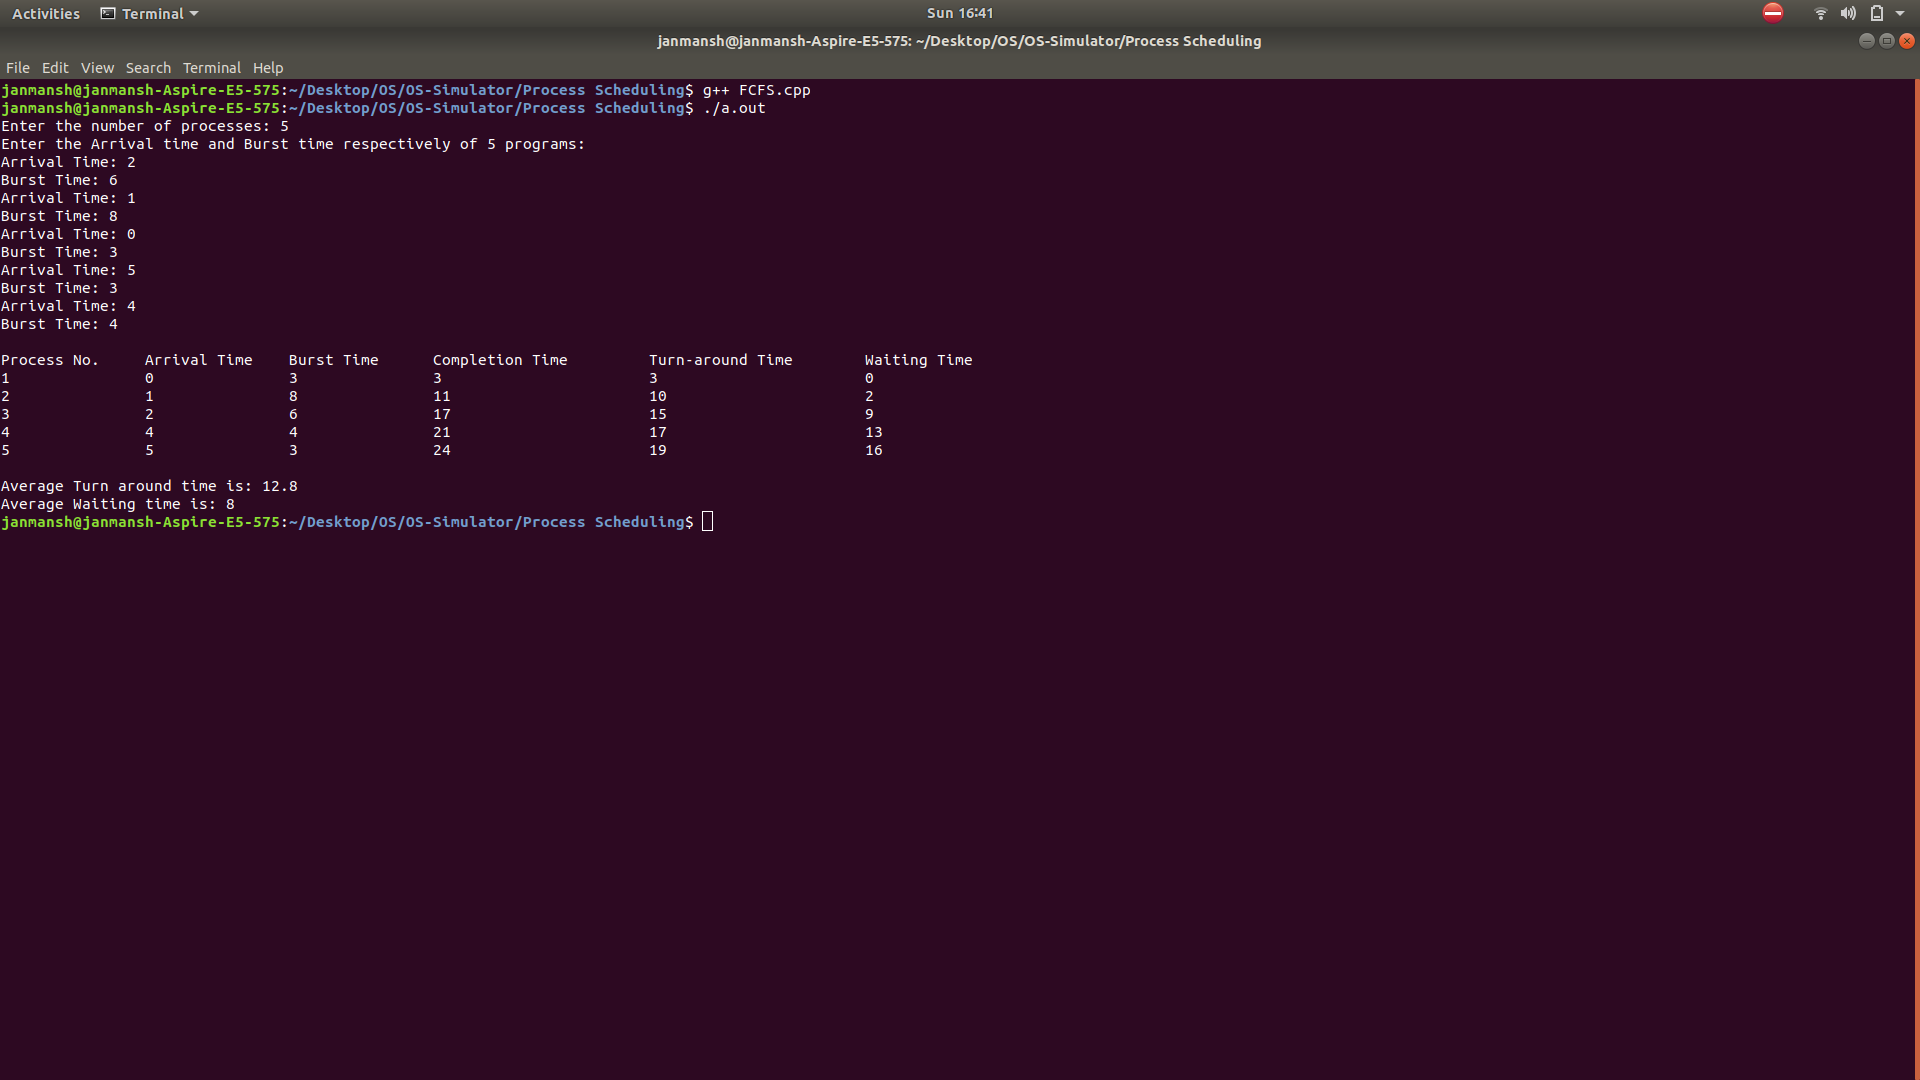 Activities Terminal Sun 16:41
janmansh@janmansh-Aspire-E5-575: ~/Desktop/OS/OS-Simulator/Process Scheduling
File Edit View Search Terminal Help
janmansh@janmansh-Aspire-E5-575:~/Desktop/OS/OS-Simulator/Process Scheduling$ g++ FCFS.cpp
janmansh@janmansh-Aspire-E5-575:~/Desktop/OS/OS-Simulator/Process Scheduling$ ./a.out
Enter the number of processes: 5
Enter the Arrival time and Burst time respectively of 5 programs:
Arrival Time: 2
Burst Time: 6
Arrival Time: 1
Burst Time: 8
Arrival Time: 0
Burst Time: 3
Arrival Time: 5
Burst Time: 3
Arrival Time: 4
Burst Time: 4
Process No. Arrival Time Burst Time Completion Time Turn-around Time Waiting Time
1 0 3 3 3 0
2 1 8 11 10 2
3 2 6 17 15 9
4 4 4 21 17 13
5 5 3 24 19 16
Average Turn around time is: 12.8
Average Waiting time is: 8
janmansh@janmansh-Aspire-E5-575:~/Desktop/OS/OS-Simulator/Process Scheduling$